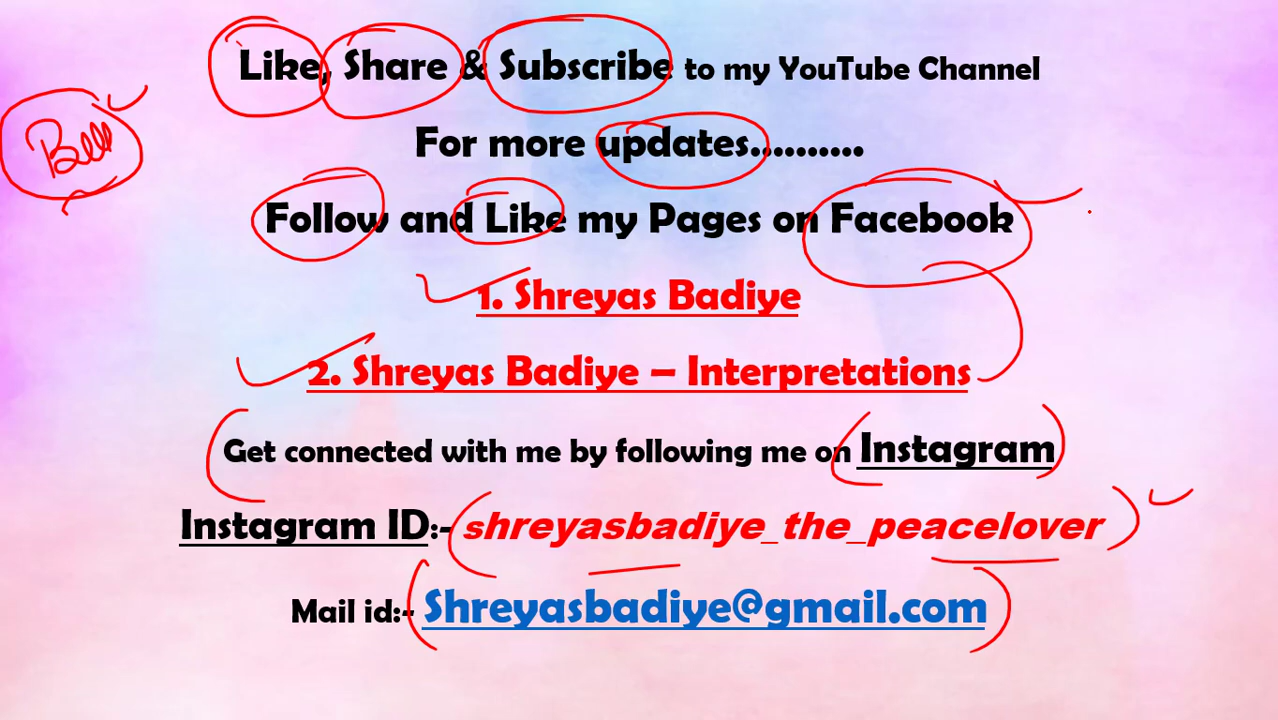 Like, Share & Subscribe to my YouTube Channel
Bell
For more updates..........
Follow and Like my Pages on Facebook
1. Shreyas Badiye
2. Shreyas Badiye – Interpretations
Get connected with me by following me on Instagram
Instagram ID:- shreyasbadiye_the_peacelover
Mail id:- Shreyasbadiye@gmail.com